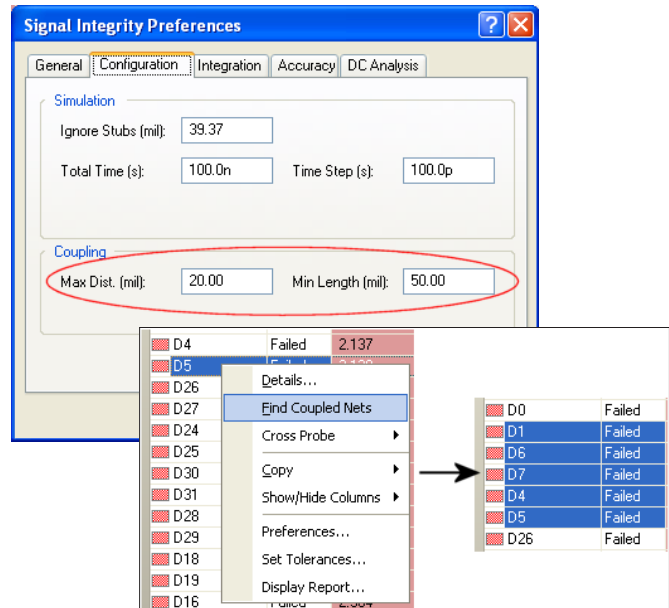 Signal Integrity Preferences
General Configuration Integration Accuracy DC Analysis
Simulation
Ignore Stubs (mil): 39.37
Total Time (s): 100.0n Time Step (s): 100.0p
Coupling
Max Dist. (mil): 20.00 Min Length (mil): 50.00
D4 Failed 2.137
D5
D26
D27
D24
D25
D30
D31
D28
D29
D18
D19
D16 Failed
Details...
Find Coupled Nets
Cross Probe
Copy
Show/Hide Columns
Preferences...
Set Tolerances...
Display Report...
D0 Failed
D1 Failed
D6 Failed
D7 Failed
D4 Failed
D5 Failed
D26 Failed